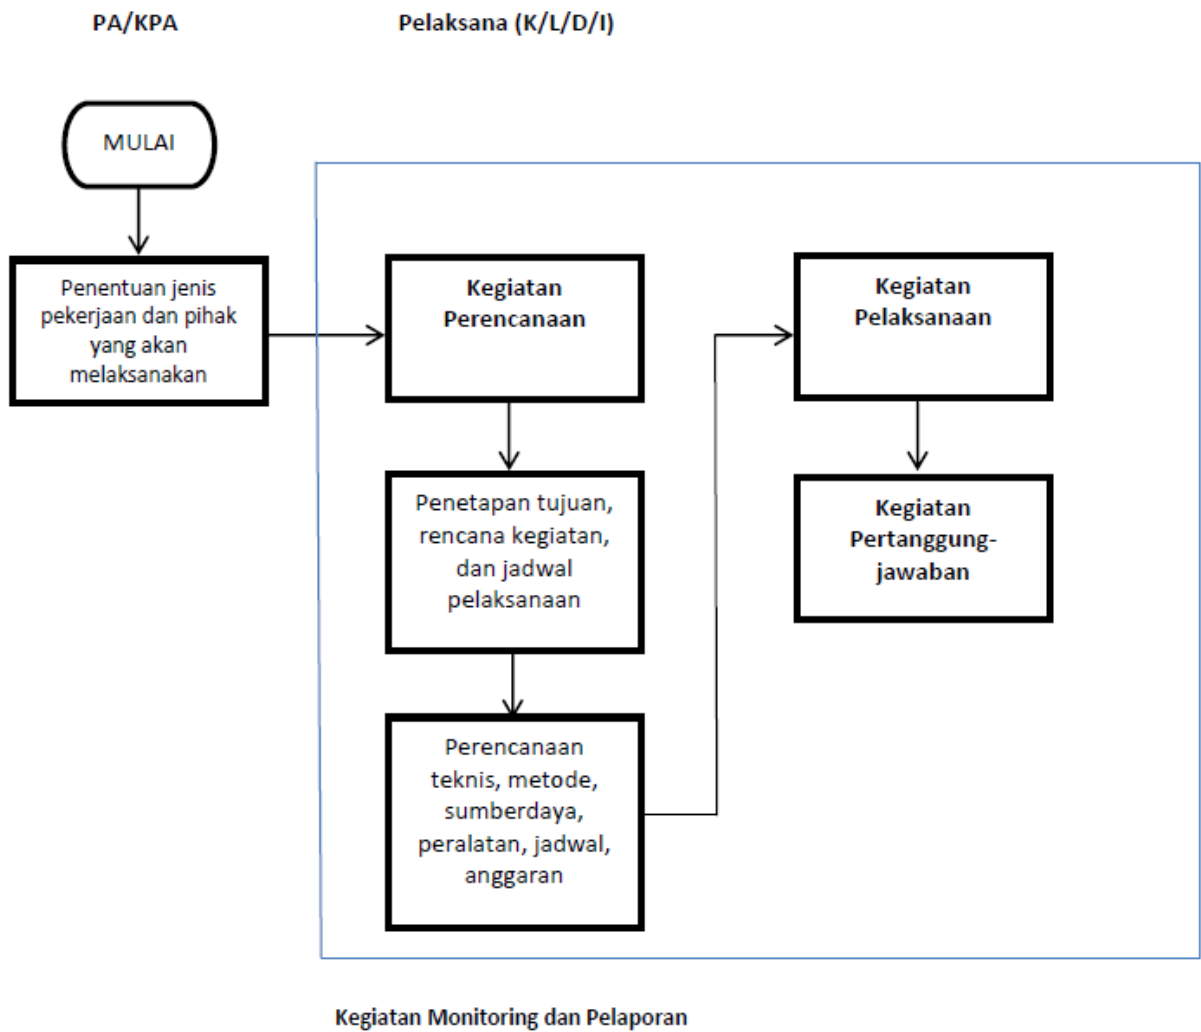 PA/KPA
Pelaksana (K/L/D/I)
MULAI
Penentuan jenis
pekerjaan dan pihak
yang akan
melaksanakan
Kegiatan
Perencanaan
Penetapan tujuan,
rencana kegiatan,
dan jadwal
pelaksanaan
Perencanaan
teknis, metode,
sumberdaya,
peralatan, jadwal,
anggaran
Kegiatan
Pelaksanaan
Kegiatan
Pertanggung-
jawaban
Kegiatan Monitoring dan Pelaporan